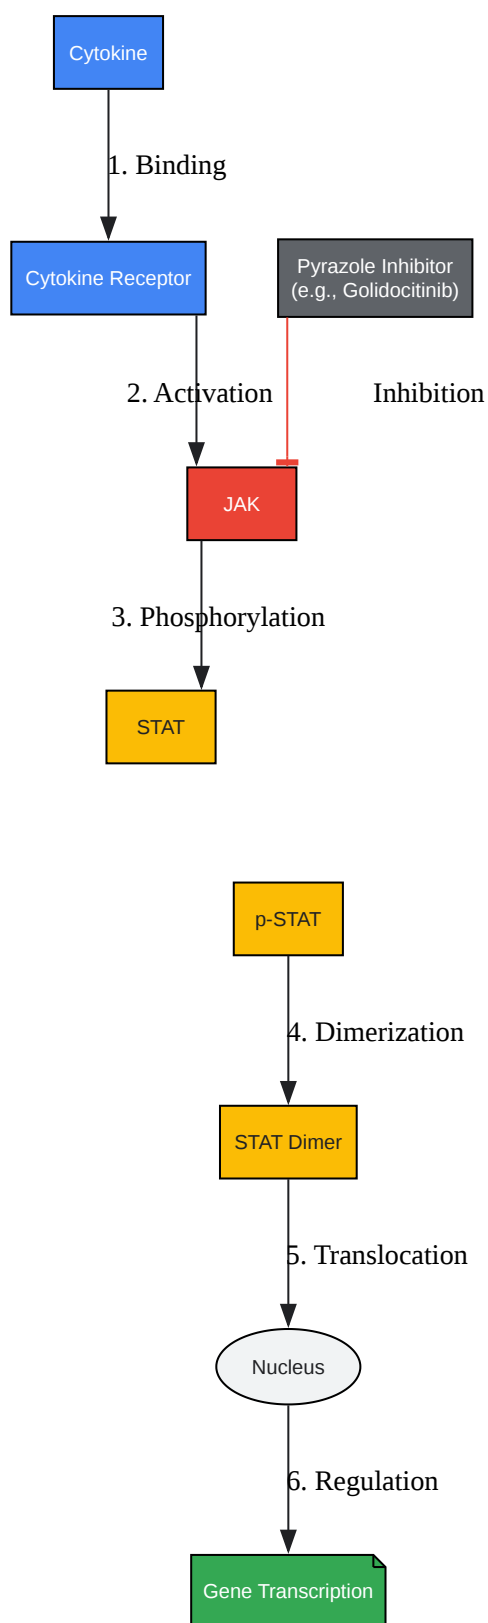 Cytokine
1. Binding
Cytokine Receptor
Pyrazole Inhibitor
(e.g., Golidocitinib)
2. Activation
Inhibition
JAK
3. Phosphorylation
STAT
p-STAT
4. Dimerization
STAT Dimer
5. Translocation
Nucleus
6. Regulation
Gene Transcription